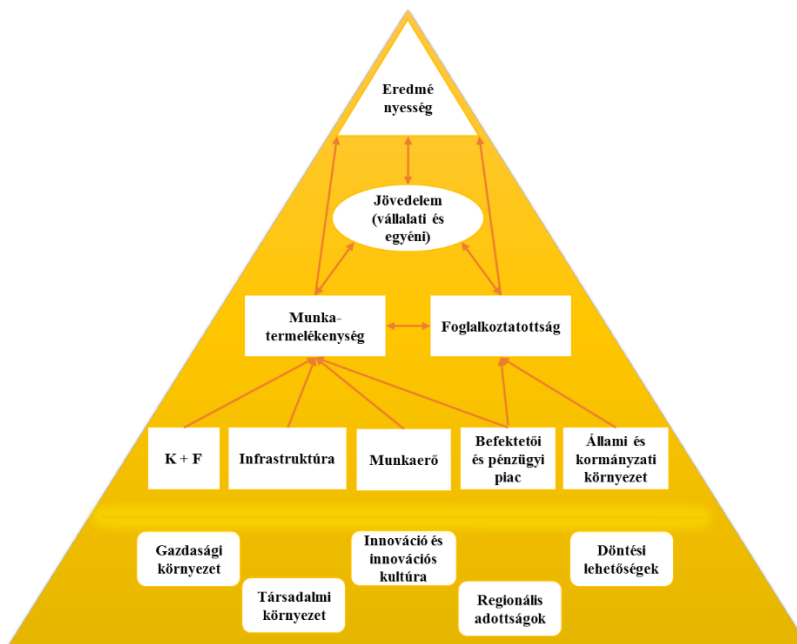 Eredmé
nyesség
Jövedelem
(vállalati és
egyéni)
Munka-
termelékenység
Foglalkoztatottság
K + F
Infrastruktúra
Munkaerő
Befektetői
és pénzügyi
piac
Állami és
kormányzati
környezet
Gazdasági
környezet
Társadalmi
környezet
Innováció és
innovációs
kultúra
Regionális
adottságok
Döntési
lehetőségek